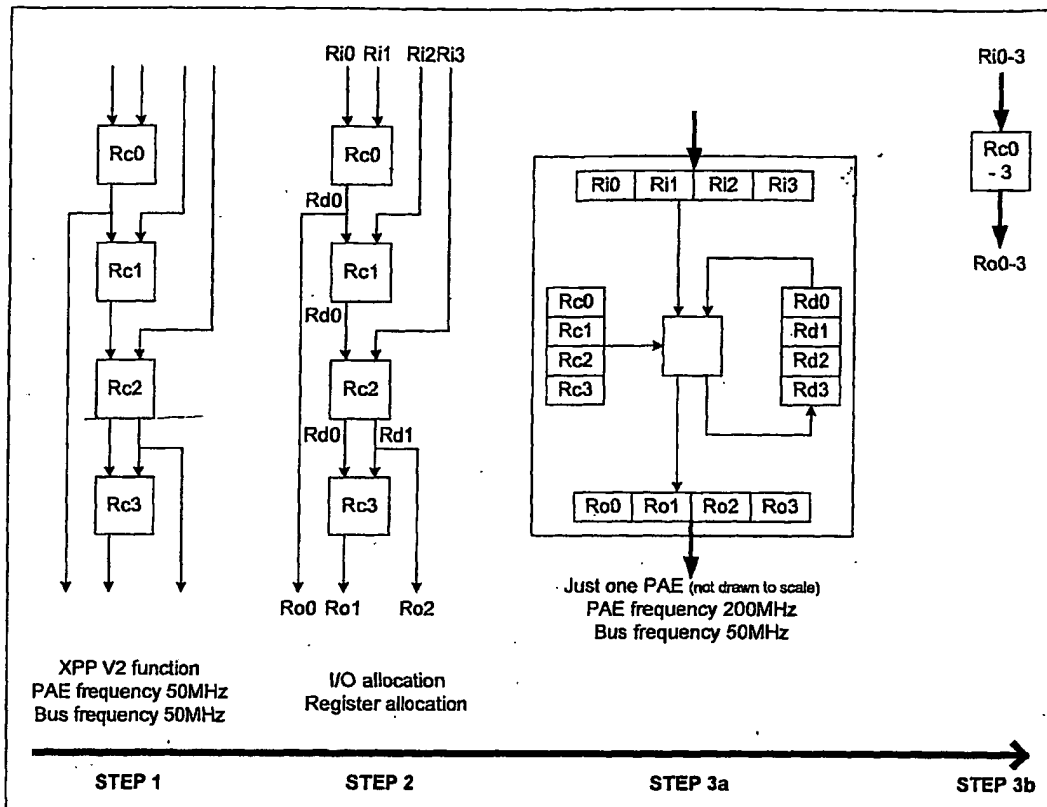 Rc0
Rc1
Rc2
Rc3
XPP V2 function
PAE frequency 50MHz
Bus frequency 50MHz
Ri0 Ri1 Ri2 Ri3
Rc0
Rd0
Rc1
Rd0
Rc2
Rd0 Rd1
Rc3
Ro0 Ro1 Ro2
I/O allocation
Register allocation
Ri0 Ri1 Ri2 Ri3
Rc0
Rc1
Rc2
Rc3
Rd0
Rd1
Rd2
Rd3
Ro0 Ro1 Ro2 Ro3
Just one PAE (not drawn to scale)
PAE frequency 200MHz
Bus frequency 50MHz
Ri0-3
Rc0
- 3
Ro0-3
STEP 1 STEP 2 STEP 3a STEP 3b